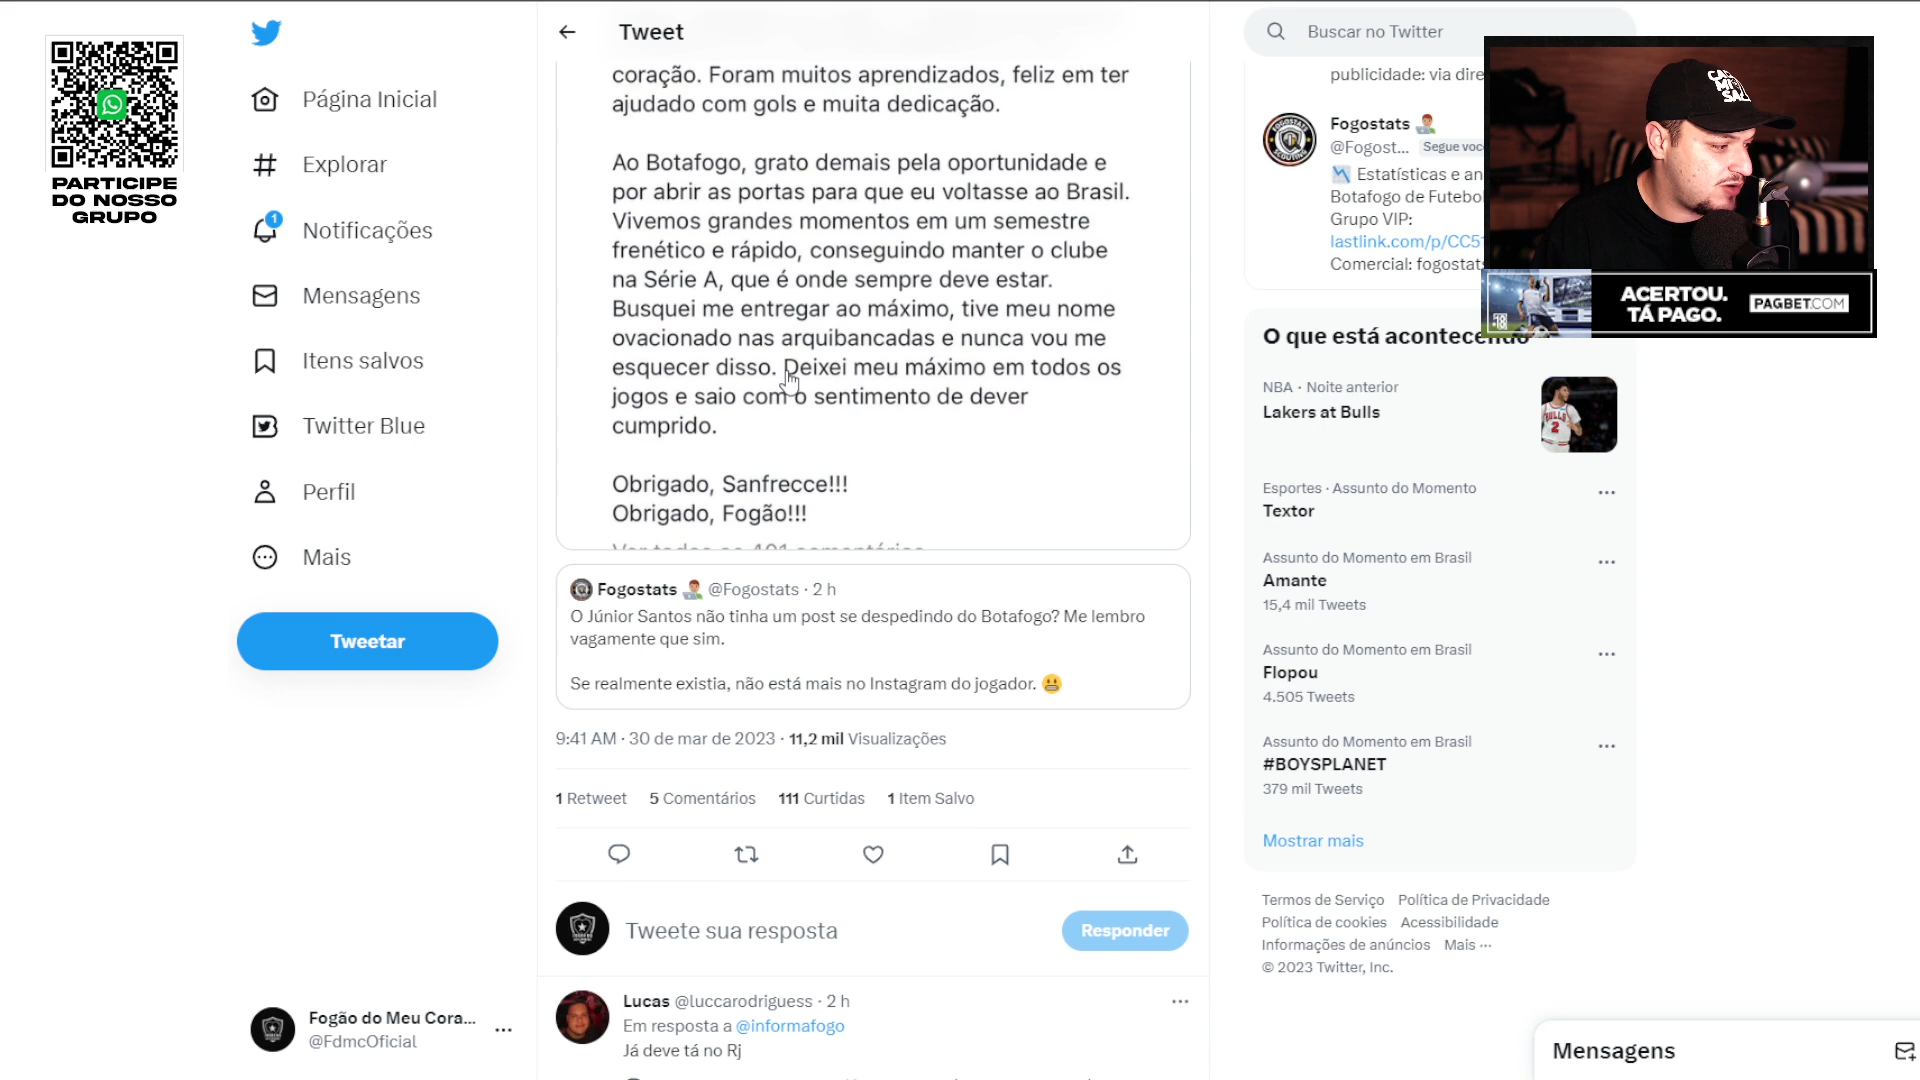 PARTICIPE
DO NOSSO
GRUPO
Página Inicial
Explorar
1
Notificações
Mensagens
Itens salvos
Twitter Blue
Perfil
Mais
Tweetar
Fogão do Meu Cora...
@FdmcOficial
Tweet
coração. Foram muitos aprendizados, feliz em ter
ajudado com gols e muita dedicação.
Ao Botafogo, grato demais pela oportunidade e
por abrir as portas para que eu voltasse ao Brasil.
Vivemos grandes momentos em um semestre
frenético e rápido, conseguindo manter o clube
na Série A, que é onde sempre deve estar.
Busquei me entregar ao máximo, tive meu nome
ovacionado nas arquibancadas e nunca vou me
esquecer disso. Deixei meu máximo em todos os
jogos e saio com o sentimento de dever
cumprido.
Obrigado, Sanfrecce!!!
Obrigado, Fogão!!!
Fogostats @Fogostats · 2 h
O Júnior Santos não tinha um post se despedindo do Botafogo? Me lembro
vagamente que sim.
Se realmente existia, não está mais no Instagram do jogador. 😬
9:41 AM · 30 de mar de 2023 · 11,2 mil Visualizações
1 Retweet 5 Comentários 111 Curtidas 1 Item Salvo
Tweete sua resposta
Responder
Lucas @luccarodriguess · 2 h
Em resposta a @informafogo
Já deve tá no Rj
Buscar no Twitter
publicidade: via dire
Fogostats
@Fogost... Segue você
Estatísticas e an
Botafogo de Futebo
Grupo VIP:
lastlink.com/p/CC5
Comercial: fogostat
ACERTOU.
TÁ PAGO.
PAGBET.COM
O que está acontecendo
NBA · Noite anterior
Lakers at Bulls
Esportes · Assunto do Momento
Textor
Assunto do Momento em Brasil
Amante
15,4 mil Tweets
Assunto do Momento em Brasil
Flopou
4.505 Tweets
Assunto do Momento em Brasil
#BOYSPLANET
379 mil Tweets
Mostrar mais
Termos de Serviço Política de Privacidade
Política de cookies Acessibilidade
Informações de anúncios Mais ···
© 2023 Twitter, Inc.
Mensagens